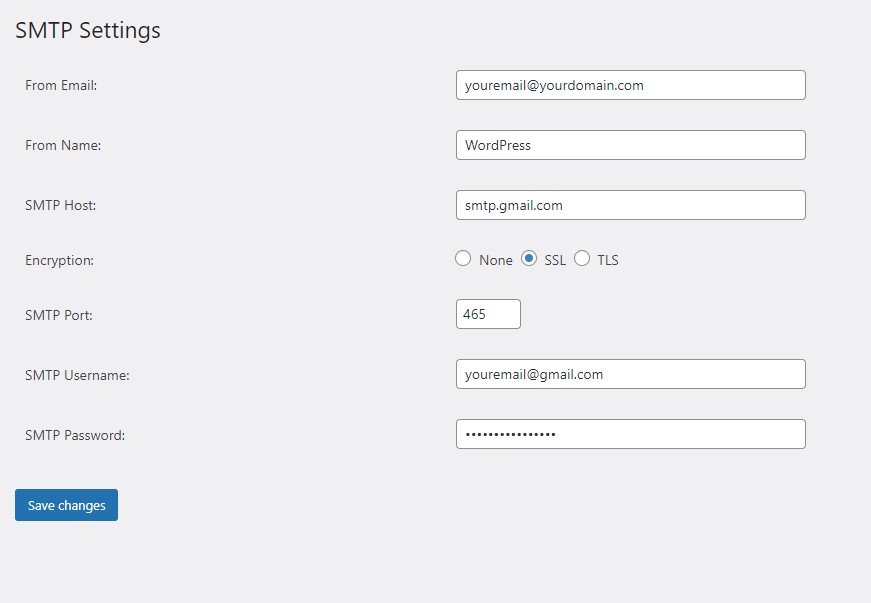 SMTP Settings
From Email: youremail@yourdomain.com
From Name: WordPress
SMTP Host: smtp.gmail.com
Encryption: None SSL TLS
SMTP Port: 465
SMTP Username: youremail@gmail.com
SMTP Password: ••••••••••••••••
Save changes